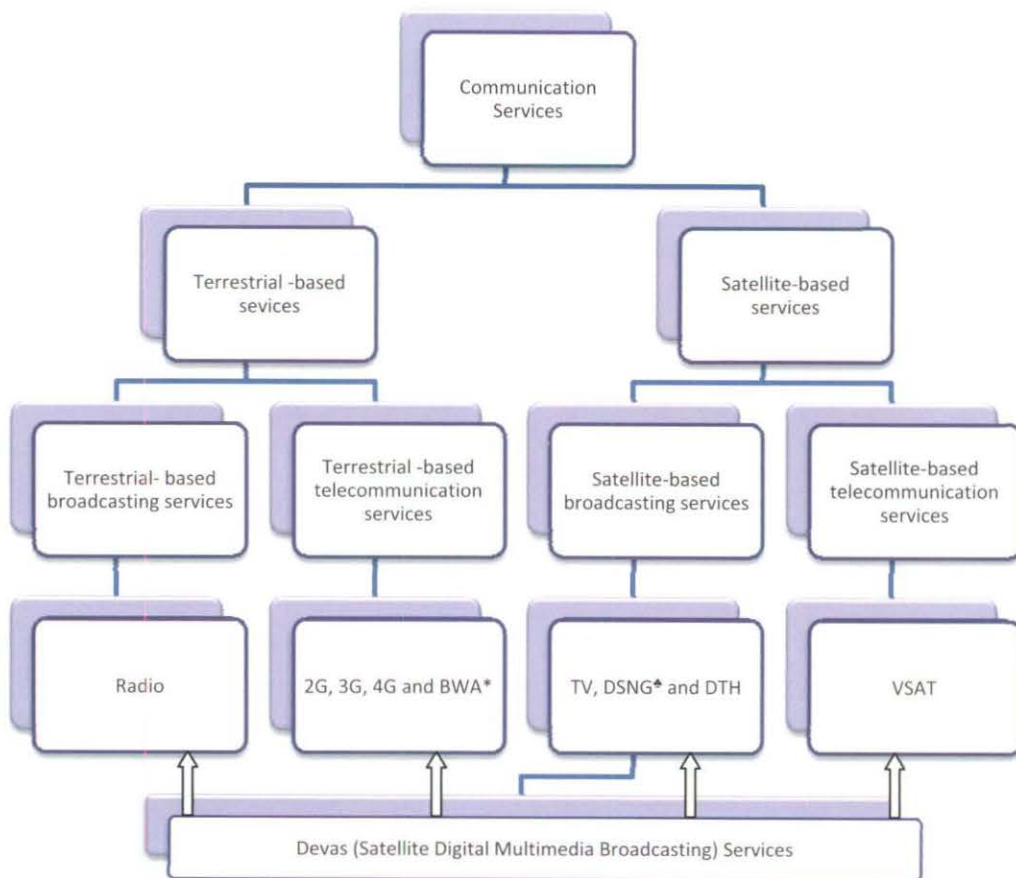 Communication
Services
Terrestrial -based
sevices
Satellite-based
services
Terrestrial- based
broadcasting services
Terrestrial -based
telecommunication
services
Satellite-based
broadcasting services
Satellite-based
telecommunication
services
Radio
2G, 3G, 4G and BWA*
TV, DSNG♠ and DTH
VSAT
Devas (Satellite Digital Multimedia Broadcasting) Services